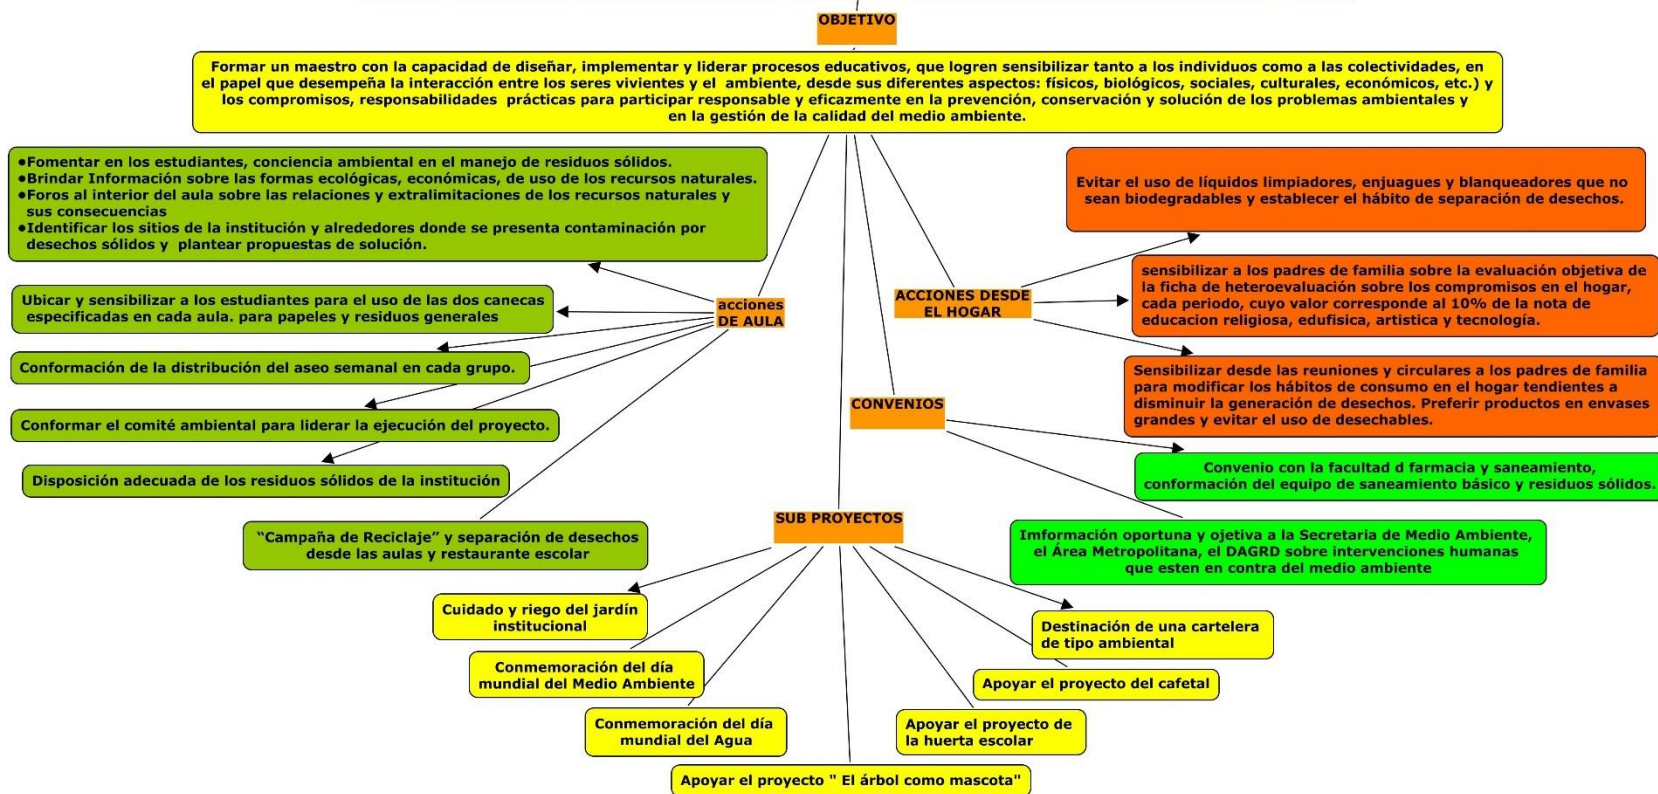 OBJETIVO
Formar un maestro con la capacidad de diseñar, implementar y liderar procesos educativos, que logren sensibilizar tanto a los individuos como a las colectividades, en
el papel que desempeña la interacción entre los seres vivientes y el ambiente, desde sus diferentes aspectos: físicos, biológicos, sociales, culturales, económicos, etc.) y
los compromisos, responsabilidades prácticas para participar responsable y eficazmente en la prevención, conservación y solución de los problemas ambientales y
en la gestión de la calidad del medio ambiente.
●Fomentar en los estudiantes, conciencia ambiental en el manejo de residuos sólidos.
●Brindar Información sobre las formas ecológicas, económicas, de uso de los recursos naturales.
●Foros al interior del aula sobre las relaciones y extralimitaciones de los recursos naturales y
sus consecuencias
●Identificar los sitios de la institución y alrededores donde se presenta contaminación por
desechos sólidos y plantear propuestas de solución.
Ubicar y sensibilizar a los estudiantes para el uso de las dos canecas
especificadas en cada aula. para papeles y residuos generales
Conformación de la distribución del aseo semanal en cada grupo.
Conformar el comité ambiental para liderar la ejecución del proyecto.
Disposición adecuada de los residuos sólidos de la institución
"Campaña de Reciclaje" y separación de desechos
desde las aulas y restaurante escolar
acciones
DE AULA
ACCIONES DESDE
EL HOGAR
Evitar el uso de líquidos limpiadores, enjuagues y blanqueadores que no
sean biodegradables y establecer el hábito de separación de desechos.
sensibilizar a los padres de familia sobre la evaluación objetiva de
la ficha de heteroevaluación sobre los compromisos en el hogar,
cada periodo, cuyo valor corresponde al 10% de la nota de
educacion religiosa, edufisica, artistica y tecnología.
Sensibilizar desde las reuniones y circulares a los padres de familia
para modificar los hábitos de consumo en el hogar tendientes a
disminuir la generación de desechos. Preferir productos en envases
grandes y evitar el uso de desechables.
CONVENIOS
Convenio con la facultad d farmacia y saneamiento,
conformación del equipo de saneamiento básico y residuos sólidos.
Imformación oportuna y ojetiva a la Secretaria de Medio Ambiente,
el Área Metropolitana, el DAGRD sobre intervenciones humanas
que esten en contra del medio ambiente
SUB PROYECTOS
Cuidado y riego del jardín
institucional
Conmemoración del día
mundial del Medio Ambiente
Conmemoración del día
mundial del Agua
Apoyar el proyecto " El árbol como mascota"
Apoyar el proyecto de
la huerta escolar
Apoyar el proyecto del cafetal
Destinación de una cartelera
de tipo ambiental